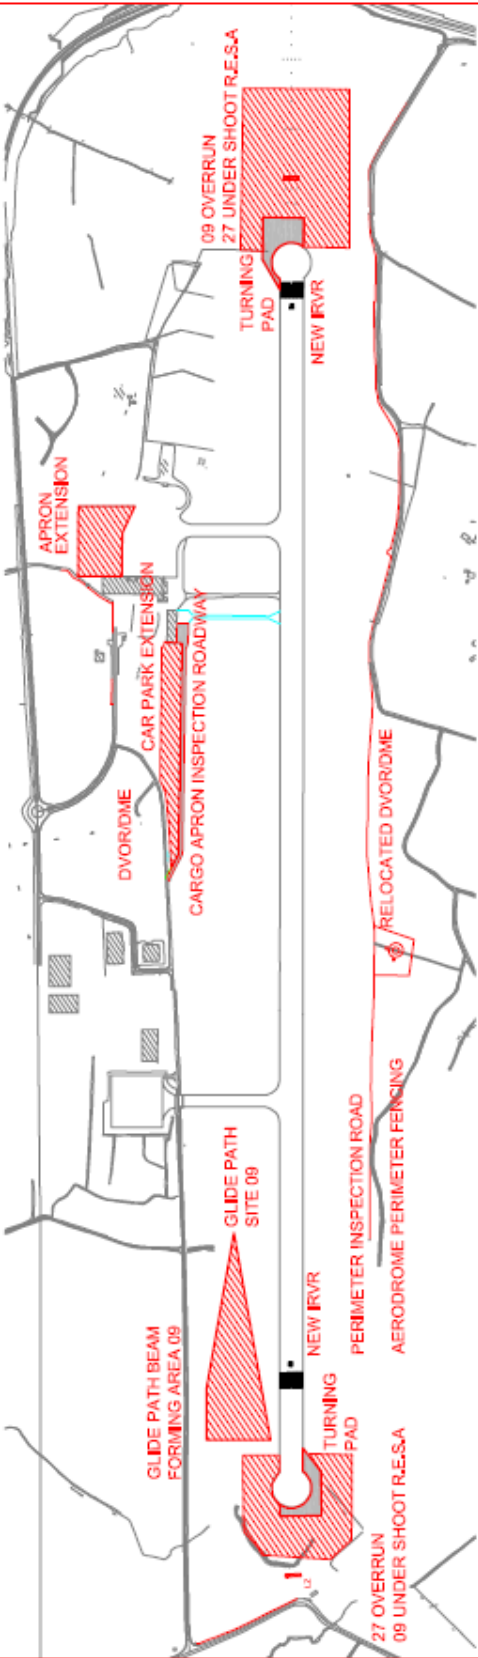 09 OVERRUN
27 UNDER SHOOT R.E.S.A
TURNING
PAD
NEW IRVR
APRON
EXTENSION
CAR PARK EXTENSION
CARGO APRON INSPECTION ROADWAY
DVOR/DME
RELOCATED DVOR/DME
GLIDE PATH
SITE 09
PERIMETER INSPECTION ROAD
AERODROME PERIMETER FENCING
GLIDE PATH BEAM
FORMING AREA 09
NEW IRVR
TURNING
PAD
27 OVERRUN
09 UNDER SHOOT R.E.S.A